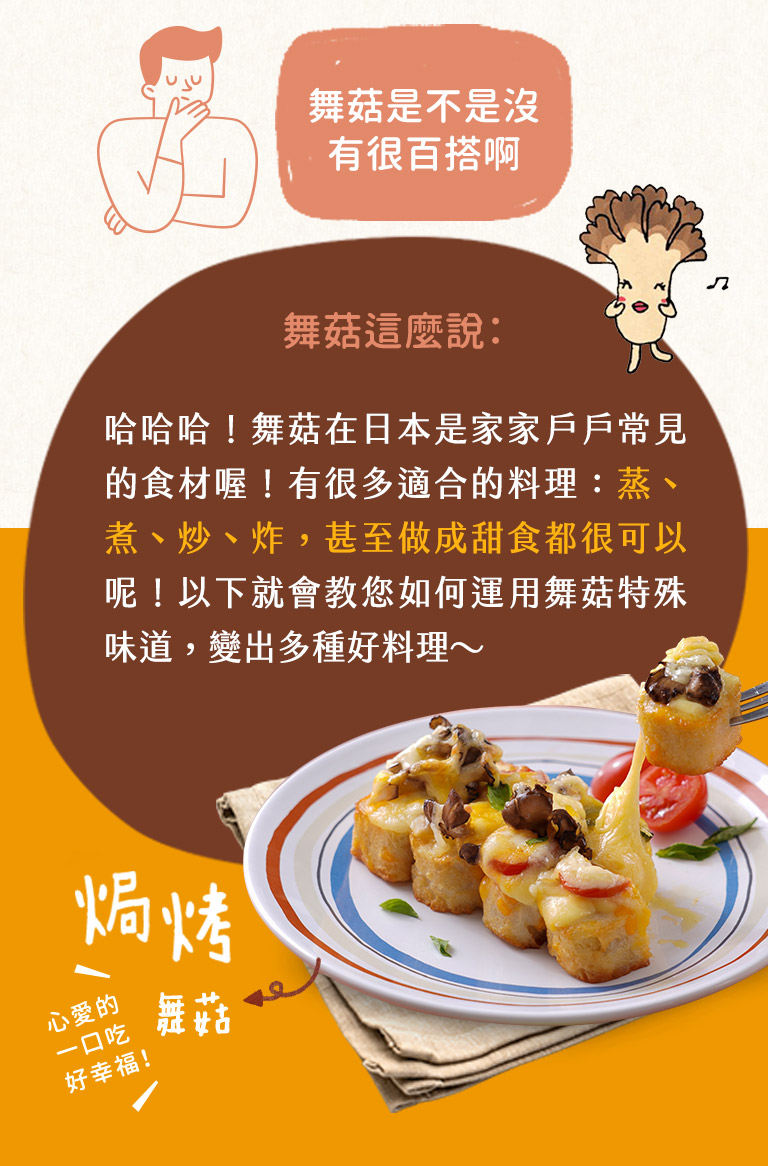 舞菇是不是沒
有很百搭啊
舞菇這麼說：
哈哈哈！舞菇在日本是家家戶戶常見
的食材喔！有很多適合的料理：蒸、
煮、炒、炸，甚至做成甜食都很可以
呢！以下就會教您如何運用舞菇特殊
味道，變出多種好料理～
焗烤
舞菇
心愛的
一口吃
好幸福！